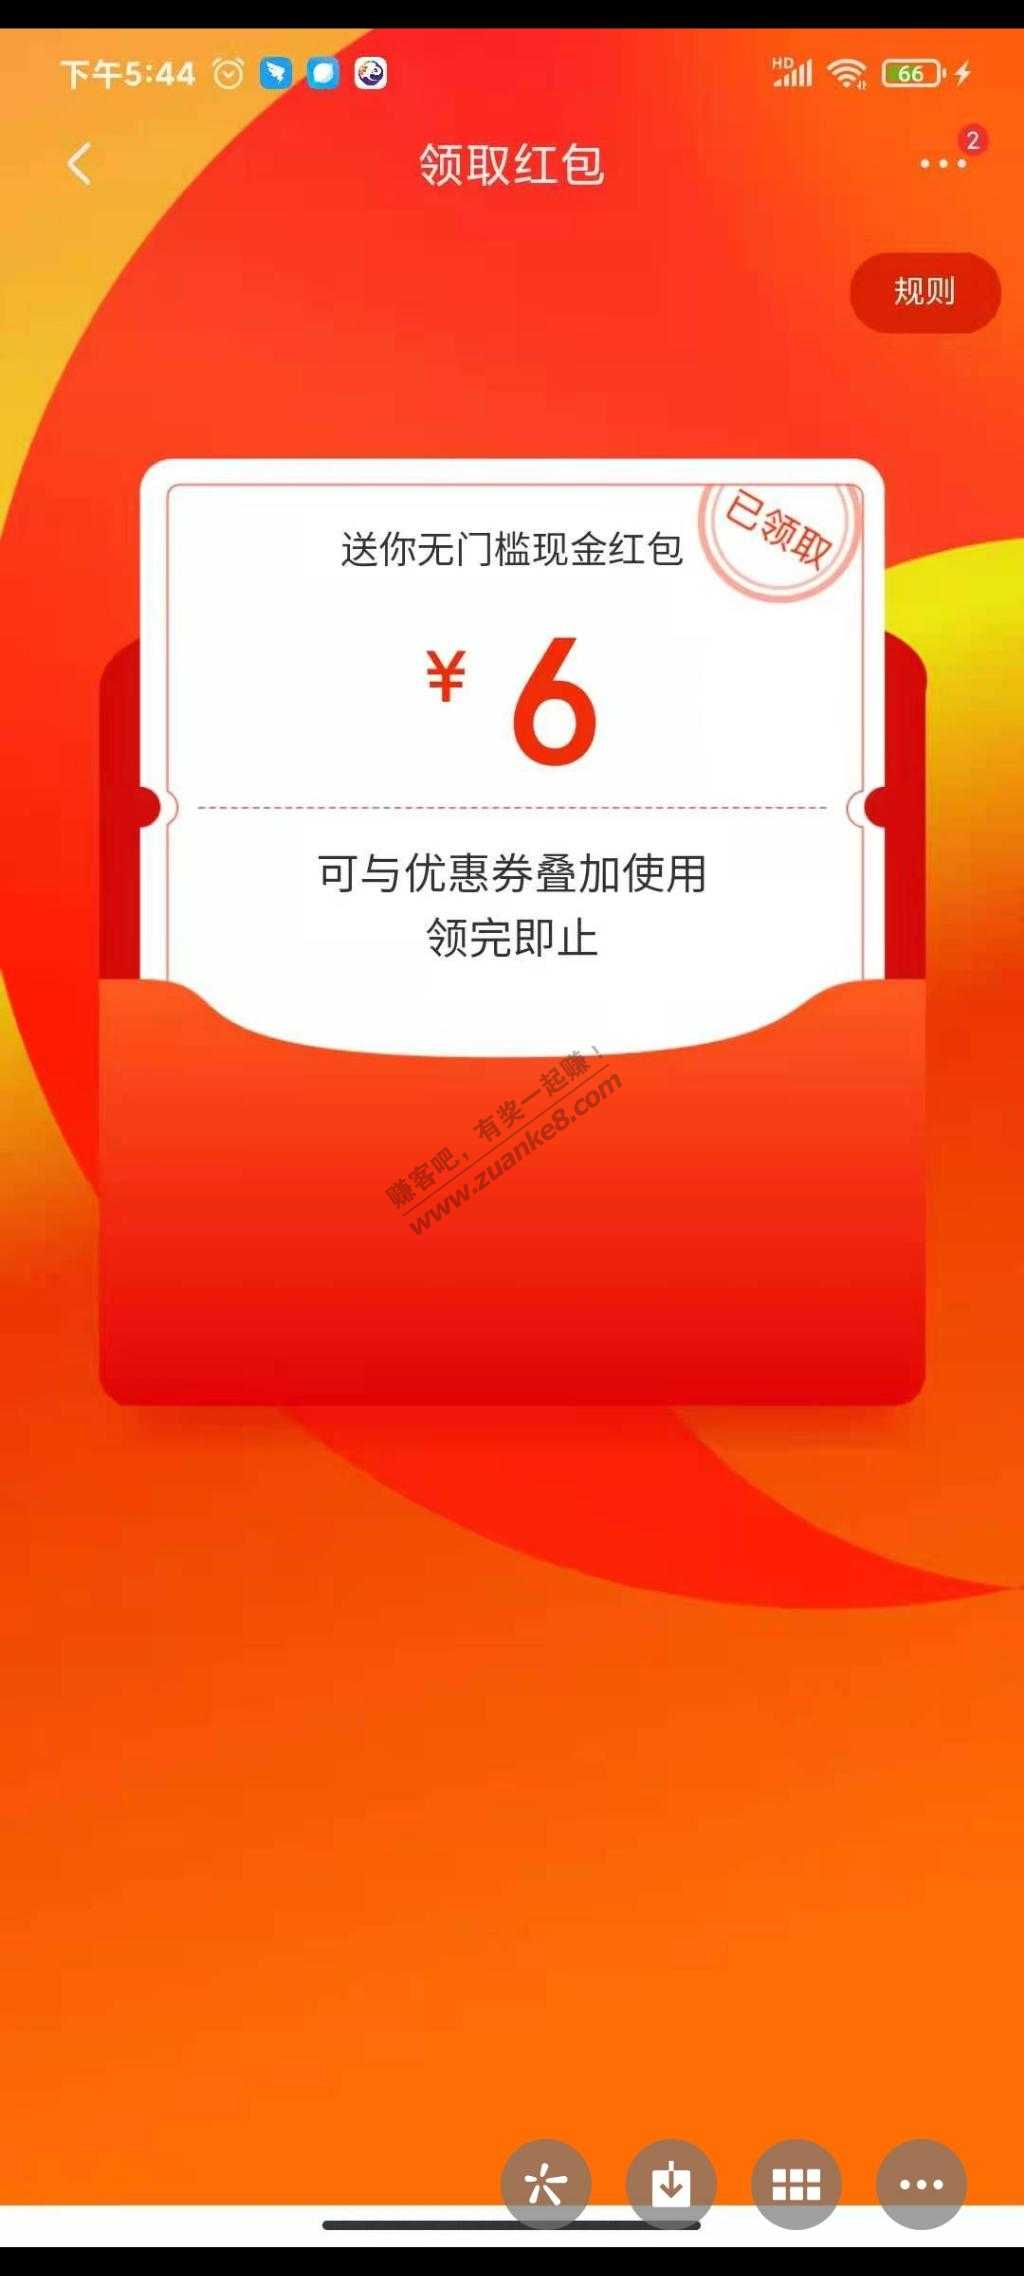 下午5:44
HD
66
领取红包
2
规则
已领取
送你无门槛现金红包
¥ 6
可与优惠券叠加使用
领完即止
赚客吧，有奖一起赚！
www.zuanke8.com